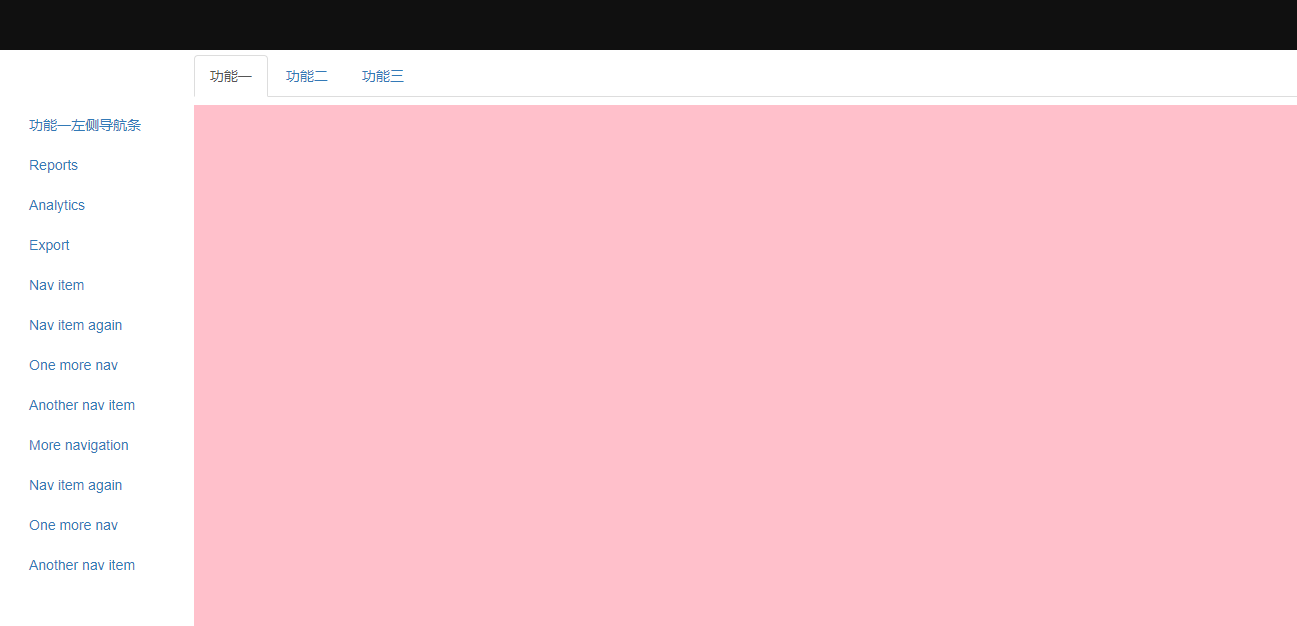 功能一 功能二 功能三
功能一左侧导航条
Reports
Analytics
Export
Nav item
Nav item again
One more nav
Another nav item
More navigation
Nav item again
One more nav
Another nav item